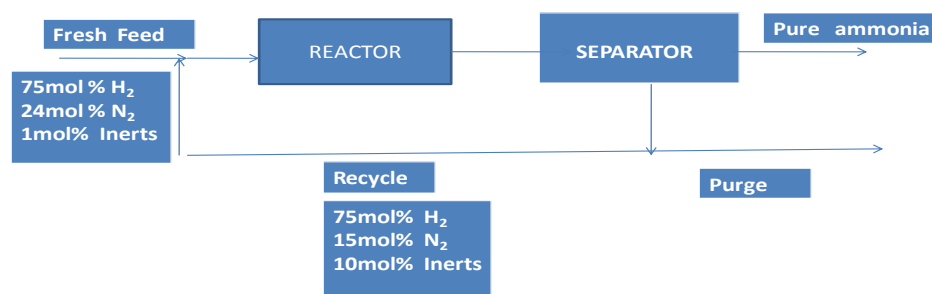 Fresh Feed
REACTOR
SEPARATOR
Pure ammonia
75mol % H₂
24mol % N₂
1mol% Inerts
Recycle
Purge
75mol% H₂
15mol% N₂
10mol% Inerts